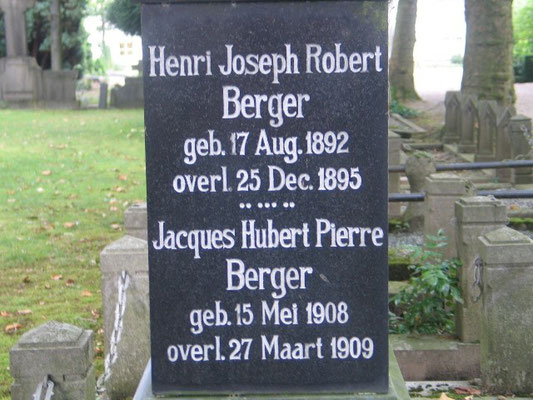 Henri Joseph Robert
Berger
geb. 17 Aug. 1892
overl. 25 Dec. 1895
Jacques Hubert Pierre
Berger
geb. 15 Mei 1908
overl. 27 Maart 1909